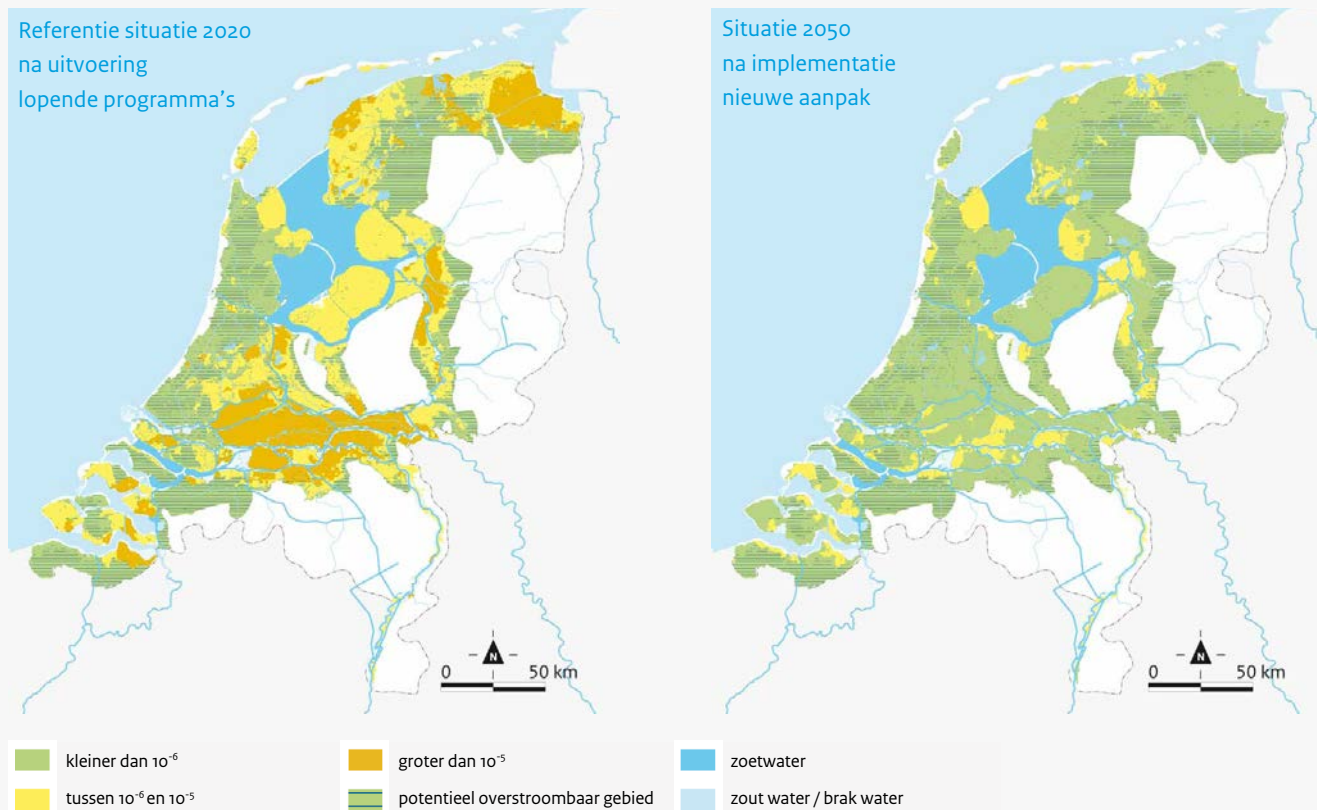 Referentie situatie 2020
na uitvoering
lopende programma's
Situatie 2050
na implementatie
nieuwe aanpak
N
0 50 km
N
0 50 km
kleiner dan 10⁻⁶
groter dan 10⁻⁵
zoetwater
tussen 10⁻⁶ en 10⁻⁵
potentieel overstroombaar gebied
zout water / brak water